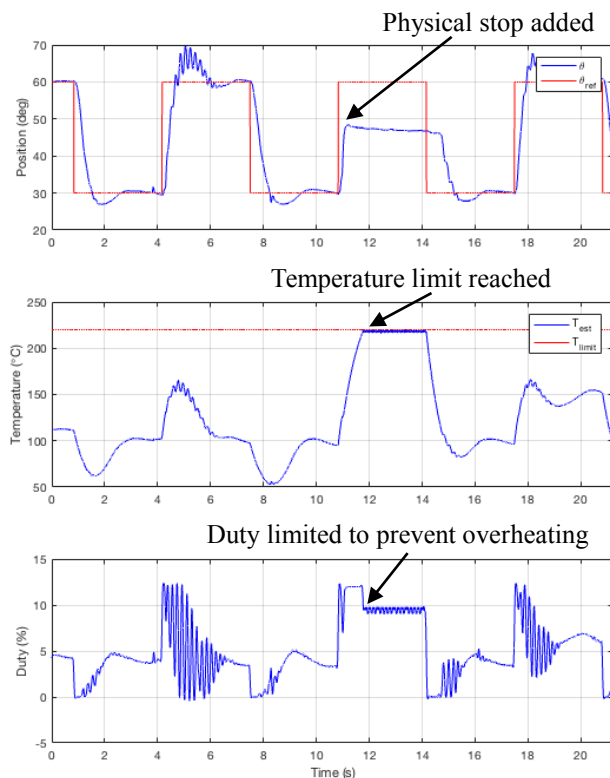 Physical stop added
70
60
50
40
30
20
Position (deg)
θ
θref
0 2 4 6 8 10 12 14 16 18 20
Temperature limit reached
250
200
150
100
50
Temperature (°C)
Test
Tlimit
0 2 4 6 8 10 12 14 16 18 20
Duty limited to prevent overheating
15
10
5
0
-5
Duty (%)
0 2 4 6 8 10 12 14 16 18 20
Time (s)